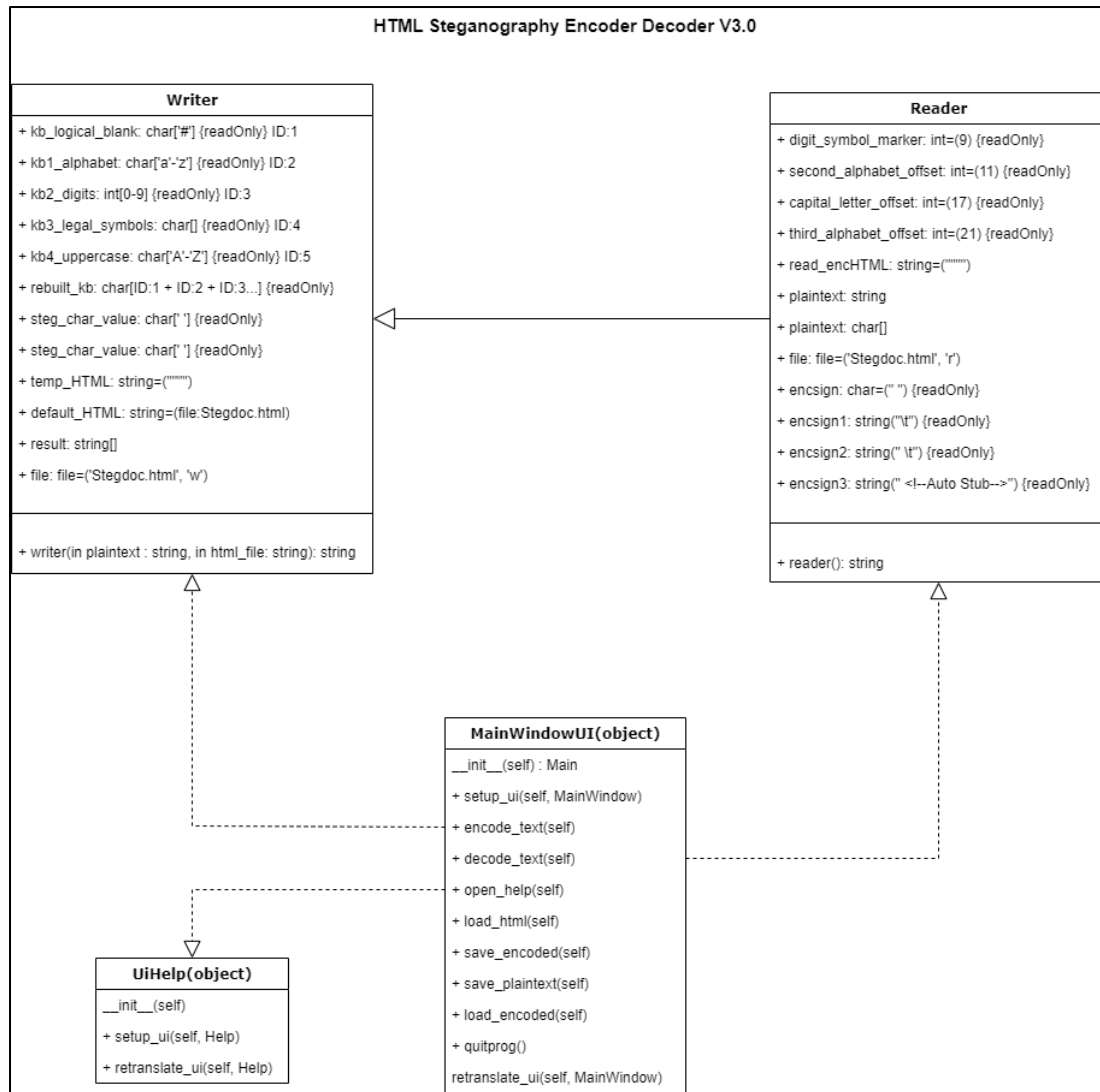 HTML Steganography Encoder Decoder V3.0
Writer
+ kb_logical_blank: char['#'] {readOnly} ID:1
+ kb1_alphabet: char['a'-'z'] {readOnly} ID:2
+ kb2_digits: int[0-9] {readOnly} ID:3
+ kb3_legal_symbols: char[] {readOnly} ID:4
+ kb4_uppercase: char['A'-'Z'] {readOnly} ID:5
+ rebuilt_kb: char[ID:1 + ID:2 + ID:3...] {readOnly}
+ steg_char_value: char[' '] {readOnly}
+ steg_char_value: char[' '] {readOnly}
+ temp_HTML: string=("""")
+ default_HTML: string=(file:Stegdoc.html)
+ result: string[]
+ file: file=('Stegdoc.html', 'w')
+ writer(in plaintext : string, in html_file: string): string
Reader
+ digit_symbol_marker: int=(9) {readOnly}
+ second_alphabet_offset: int=(11) {readOnly}
+ capital_letter_offset: int=(17) {readOnly}
+ third_alphabet_offset: int=(21) {readOnly}
+ read_encHTML: string=("""")
+ plaintext: string
+ plaintext: char[]
+ file: file=('Stegdoc.html', 'r')
+ encsign: char=(" ") {readOnly}
+ encsign1: string("\t") {readOnly}
+ encsign2: string(" \t") {readOnly}
+ encsign3: string(" <!--Auto Stub-->") {readOnly}
+ reader(): string
MainWindowUI(object)
__init__(self) : Main
+ setup_ui(self, MainWindow)
+ encode_text(self)
+ decode_text(self)
+ open_help(self)
+ load_html(self)
+ save_encoded(self)
+ save_plaintext(self)
+ load_encoded(self)
+ quitprog()
retranslate_ui(self, MainWindow)
UiHelp(object)
__init__(self)
+ setup_ui(self, Help)
+ retranslate_ui(self, Help)